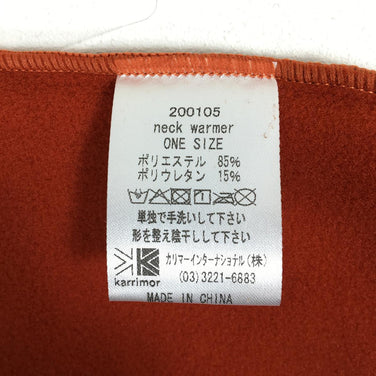 200105
neck warmer
ONE SIZE
ポリエステル 85%
ポリウレタン 15%
単独で手洗いして下さい
形を整え陰干しして下さい
karrimor
カリマーインターナショナル(株)
(03)3221-6883
MADE IN CHINA